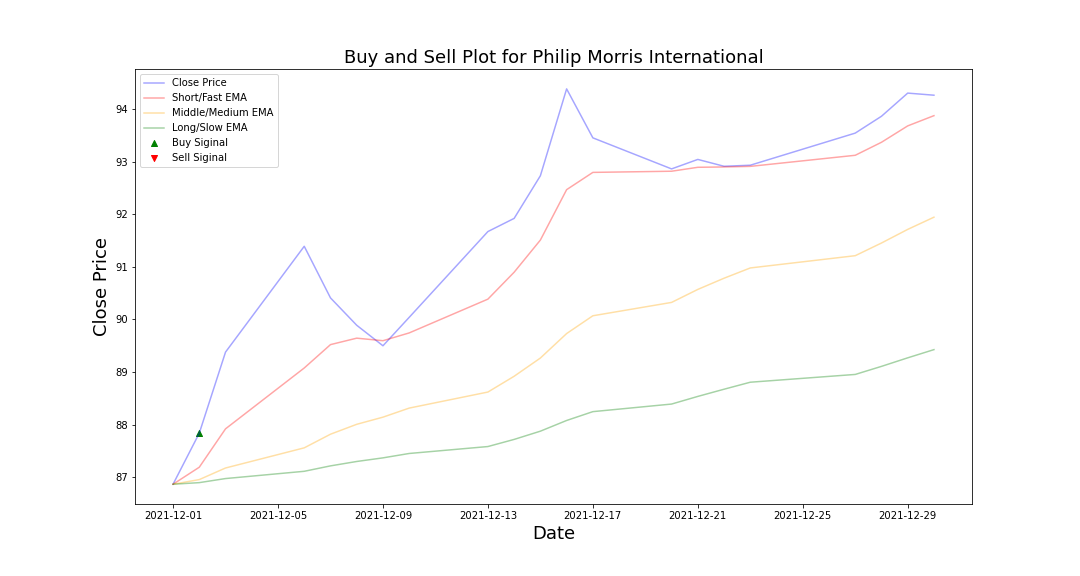 Buy and Sell Plot for Philip Morris International
Close Price
Short/Fast EMA
Middle/Medium EMA
Long/Slow EMA
Buy Siginal
Sell Siginal
94
93
92
91
90
89
88
87
Close Price
2021-12-01 2021-12-05 2021-12-09 2021-12-13 2021-12-17 2021-12-21 2021-12-25 2021-12-29
Date